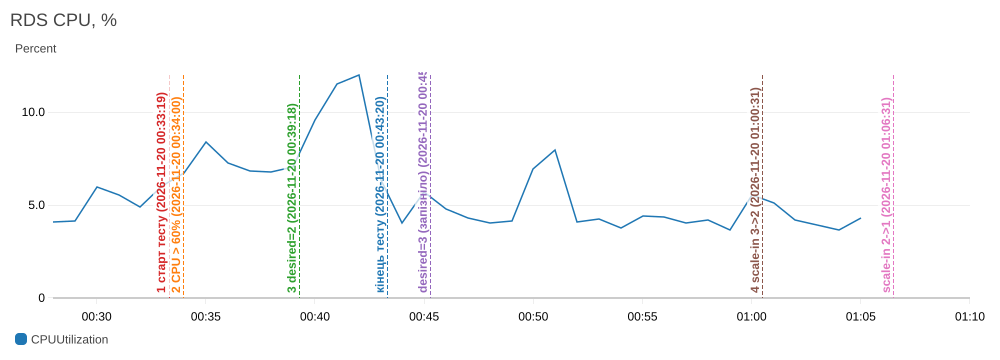 RDS CPU, %
Percent
10.0
5.0
0
1 старт тесту (2026-11-20 00:33:19)
2 CPU > 60% (2026-11-20 00:34:00)
3 desired=2 (2026-11-20 00:39:18)
кінець тесту (2026-11-20 00:43:20)
desired=3 (запізніло) (2026-11-20 00:45
4 scale-in 3->2 (2026-11-20 01:00:31)
scale-in 2->1 (2026-11-20 01:06:31)
00:30 00:35 00:40 00:45 00:50 00:55 01:00 01:05 01:10
CPUUtilization